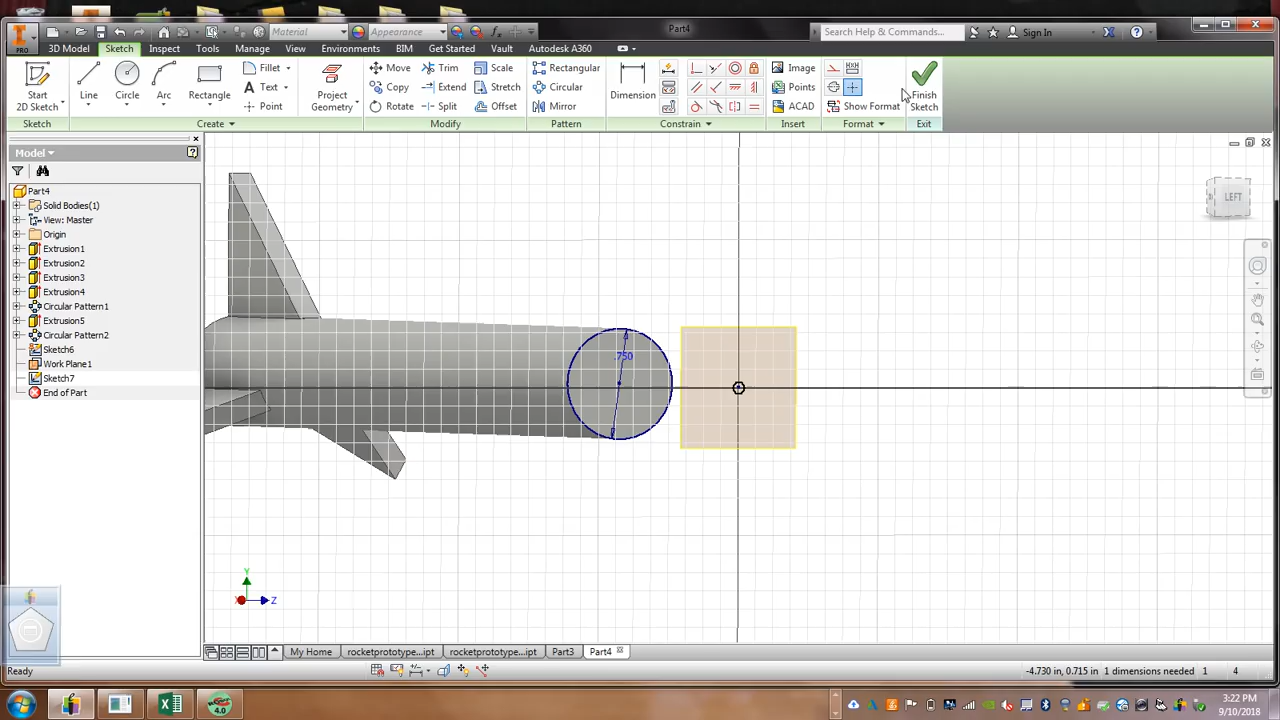 Part4
Material
Appearance
Search Help & Commands...
Sign In
PRO
3D Model Sketch Inspect Tools Manage View Environments BIM Get Started Vault Autodesk A360
Start
2D Sketch
Line
Circle
Arc
Rectangle
Fillet
Text
Point
Project
Geometry
Move
Copy
Rotate
Trim
Extend
Split
Scale
Stretch
Offset
Rectangular
Circular
Mirror
Dimension
Image
Points
ACAD
Show Format
Finish
Sketch
Sketch Create Modify Pattern Constrain Insert Format Exit
Model
Part4
Solid Bodies(1)
View: Master
Origin
Extrusion1
Extrusion2
Extrusion3
Extrusion4
Circular Pattern1
Extrusion5
Circular Pattern2
Sketch6
Work Plane1
Sketch7
End of Part
LEFT
.750
Y
X
Z
My Home rocketprototype...ipt rocketprototype...ipt Part3 Part4
Ready
-4.730 in, 0.715 in 1 dimensions needed 1 4
4.0
3:22 PM
9/10/2018